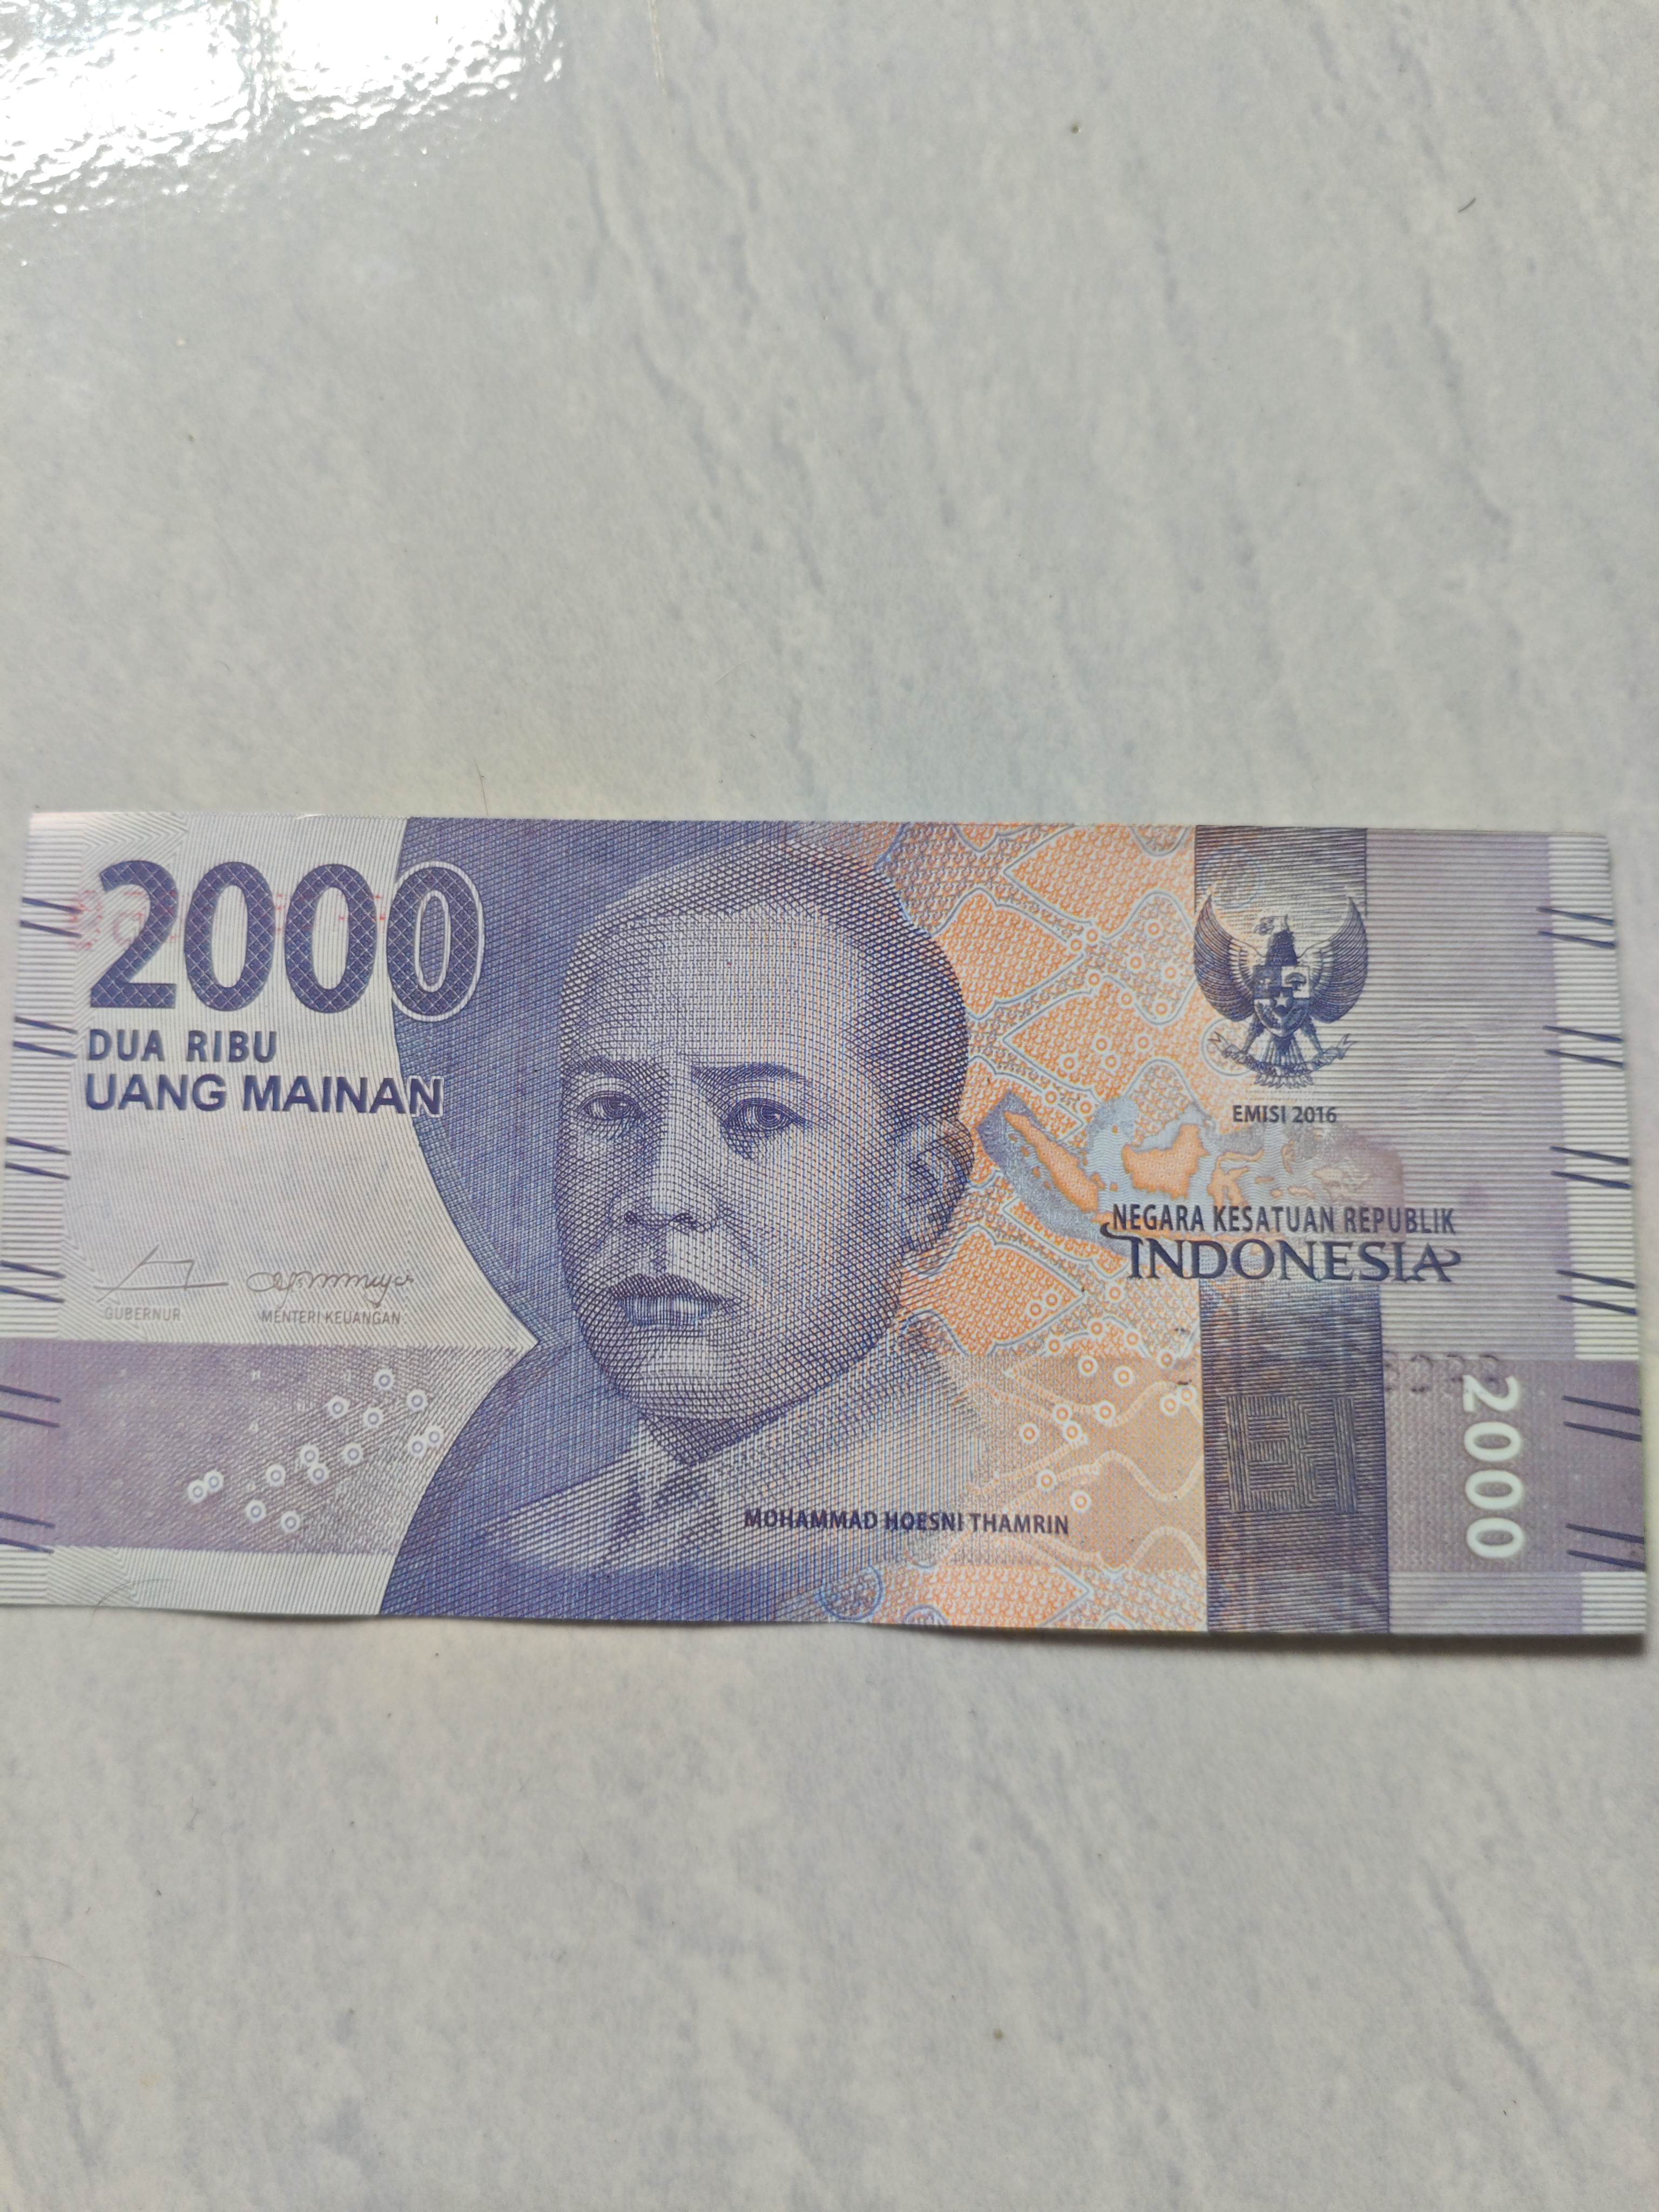 2000
DUA RIBU
UANG MAINAN
GUBERNUR
MENTERI KEUANGAN
EMISI 2016
NEGARA KESATUAN REPUBLIK
INDONESIA
MOHAMMAD HOESNI THAMRIN
2000